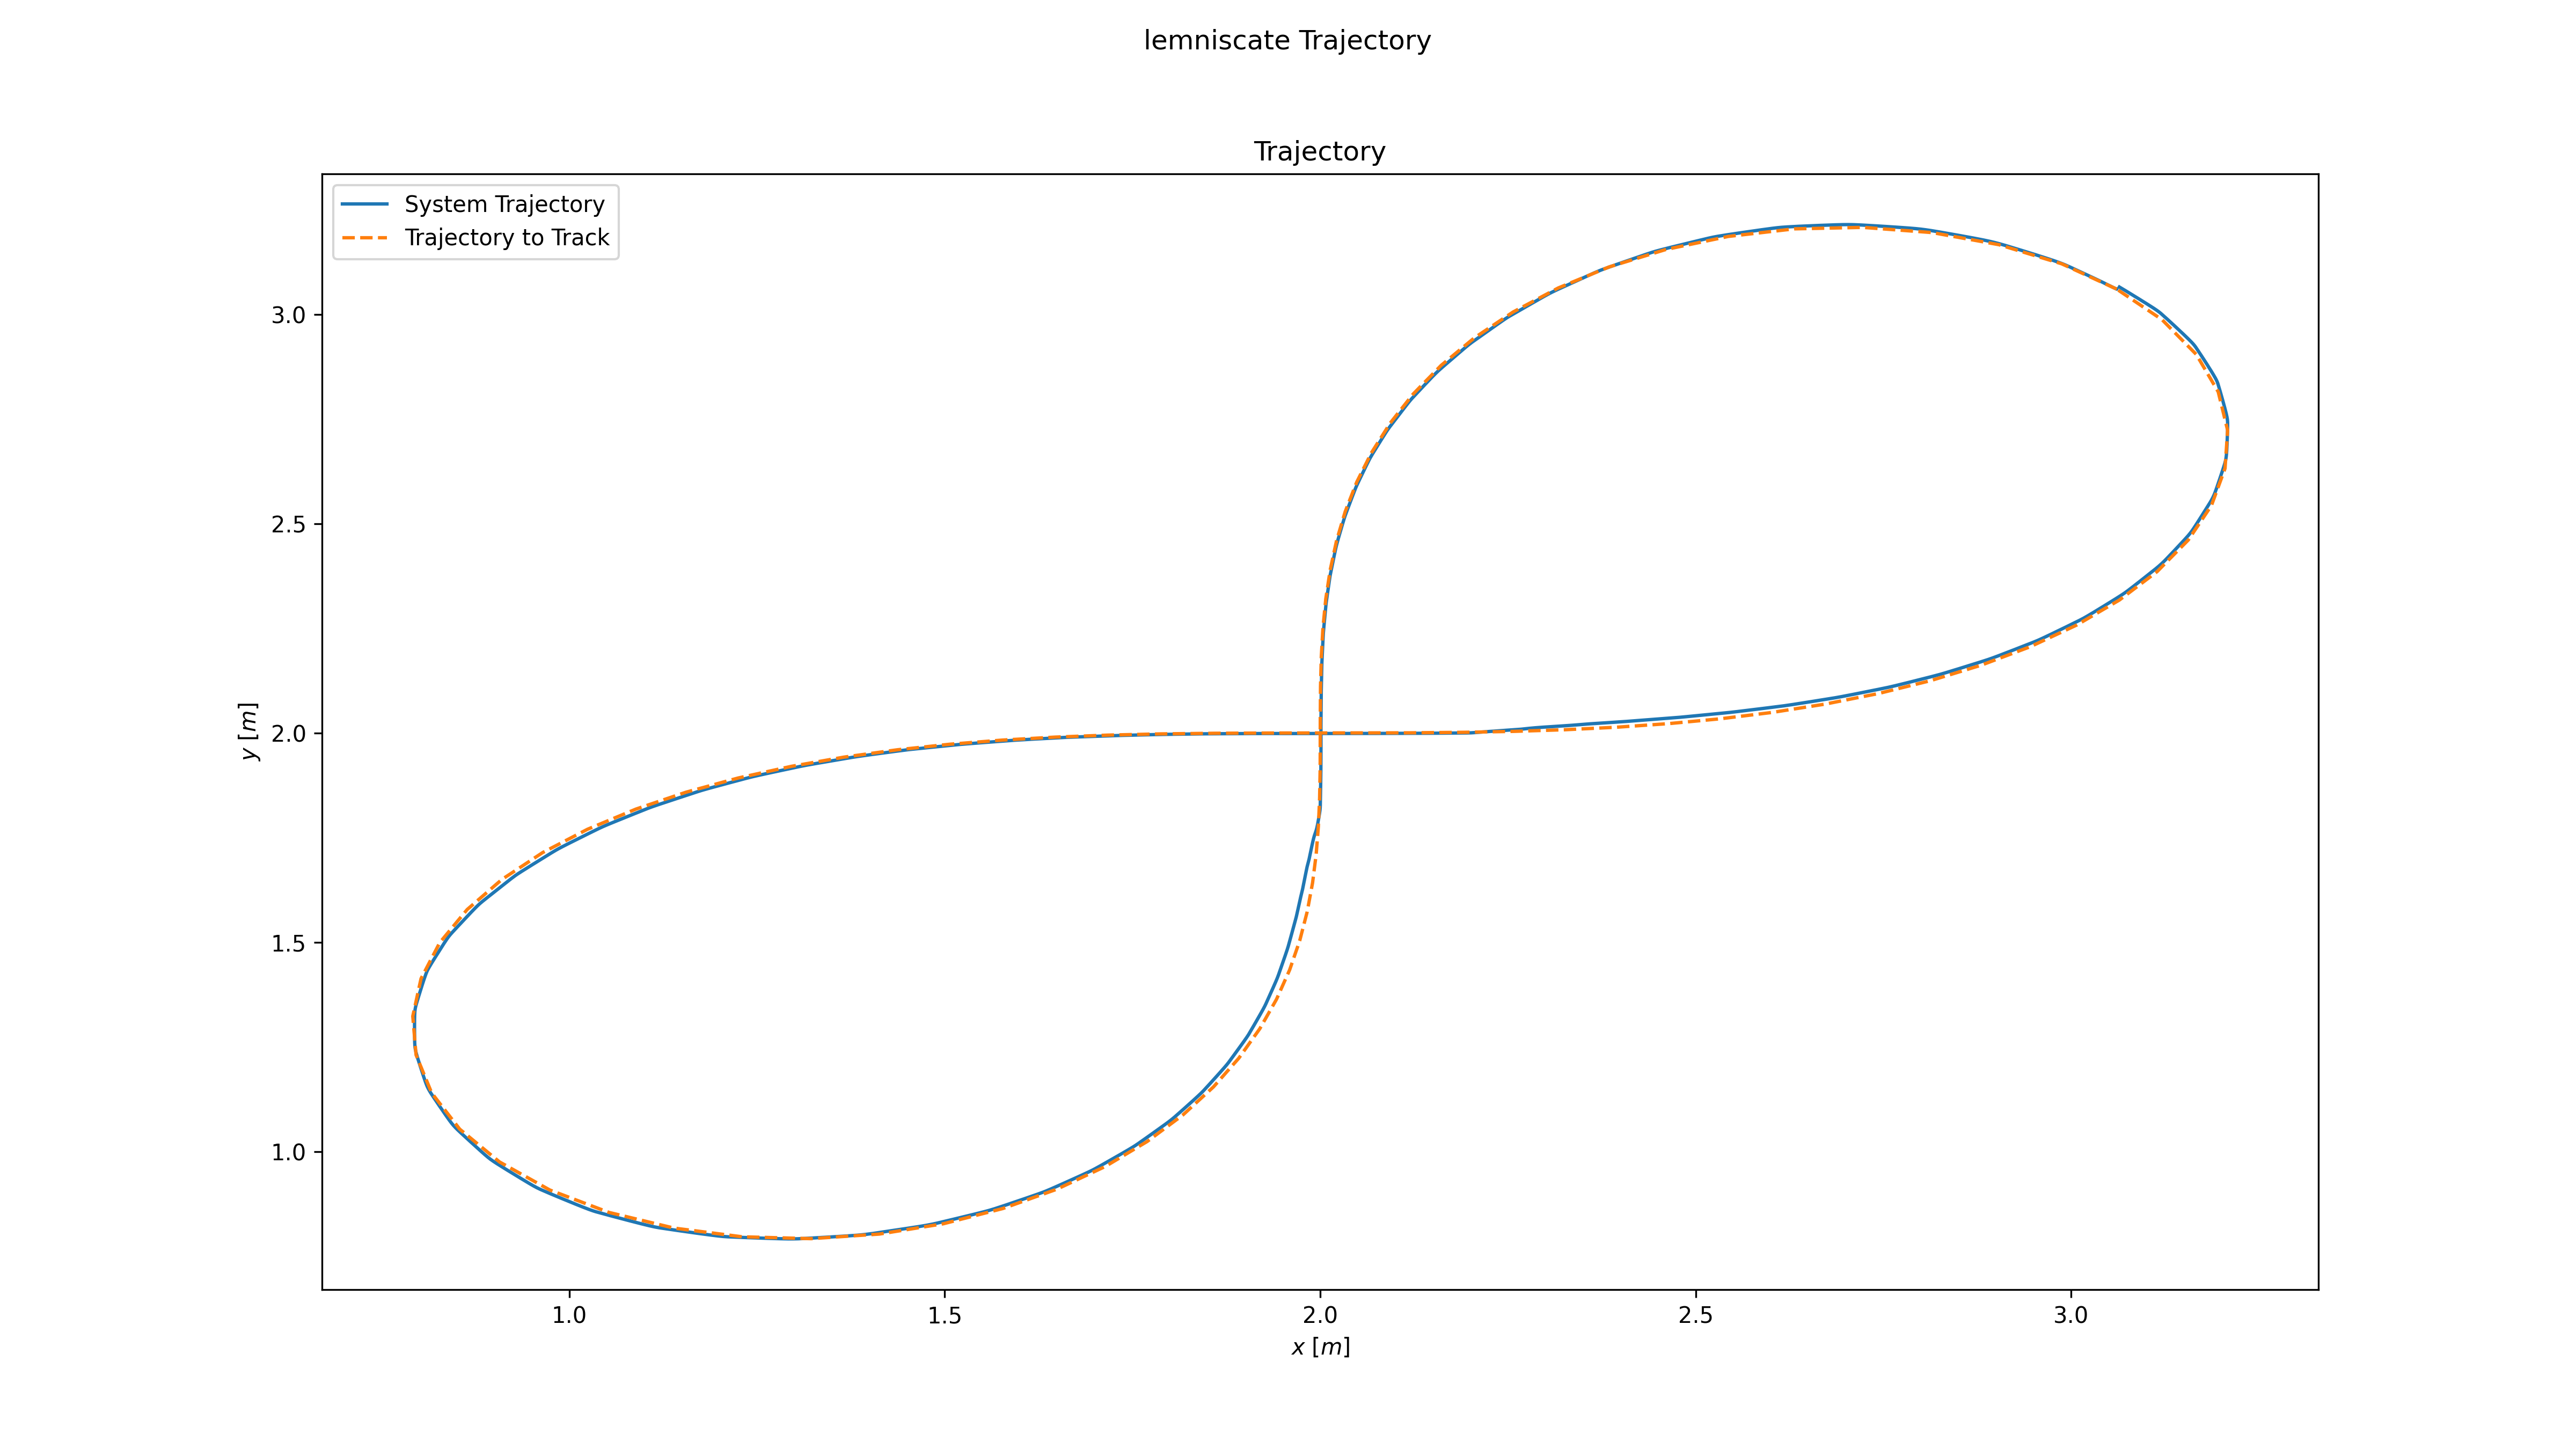 lemniscate Trajectory
Trajectory
System Trajectory
Trajectory to Track
3.0
2.5
2.0
1.5
1.0
y [m]
1.0 1.5 2.0 2.5 3.0
x [m]